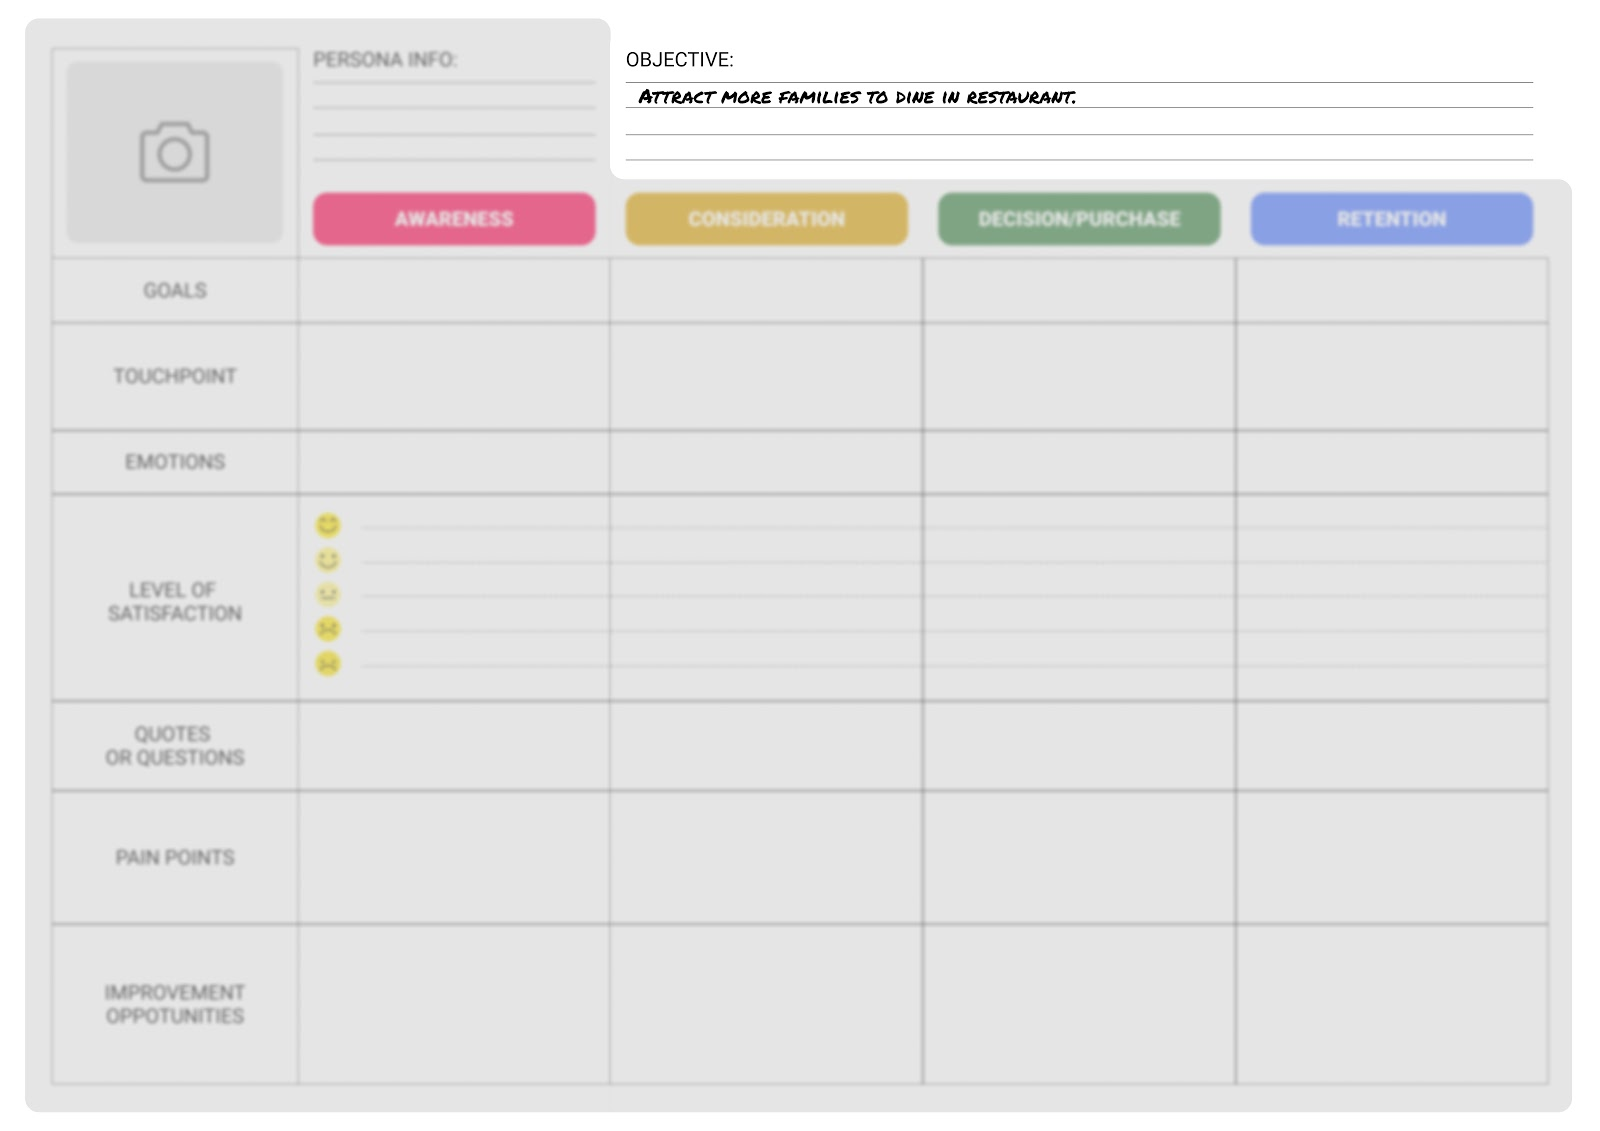 PERSONA INFO:
OBJECTIVE:
ATTRACT MORE FAMILIES TO DINE IN RESTAURANT.
AWARENESS
CONSIDERATION
DECISION/PURCHASE
RETENTION
GOALS
TOUCHPOINT
EMOTIONS
LEVEL OF
SATISFACTION
QUOTES
OR QUESTIONS
PAIN POINTS
IMPROVEMENT
OPPOTUNITIES